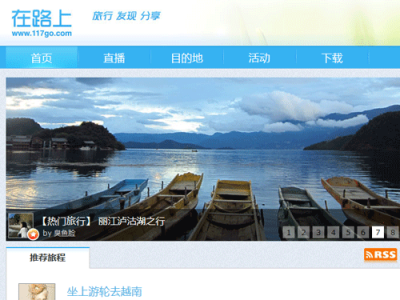 在路上 旅行 发现 分享
www.117go.com
首页 直播 目的地 活动 下载
【热门旅行】 丽江泸沽湖之行
by 臭鱼脸
1 2 3 4 5 6 7 8
推荐旅程 RSS
坐上游轮去越南